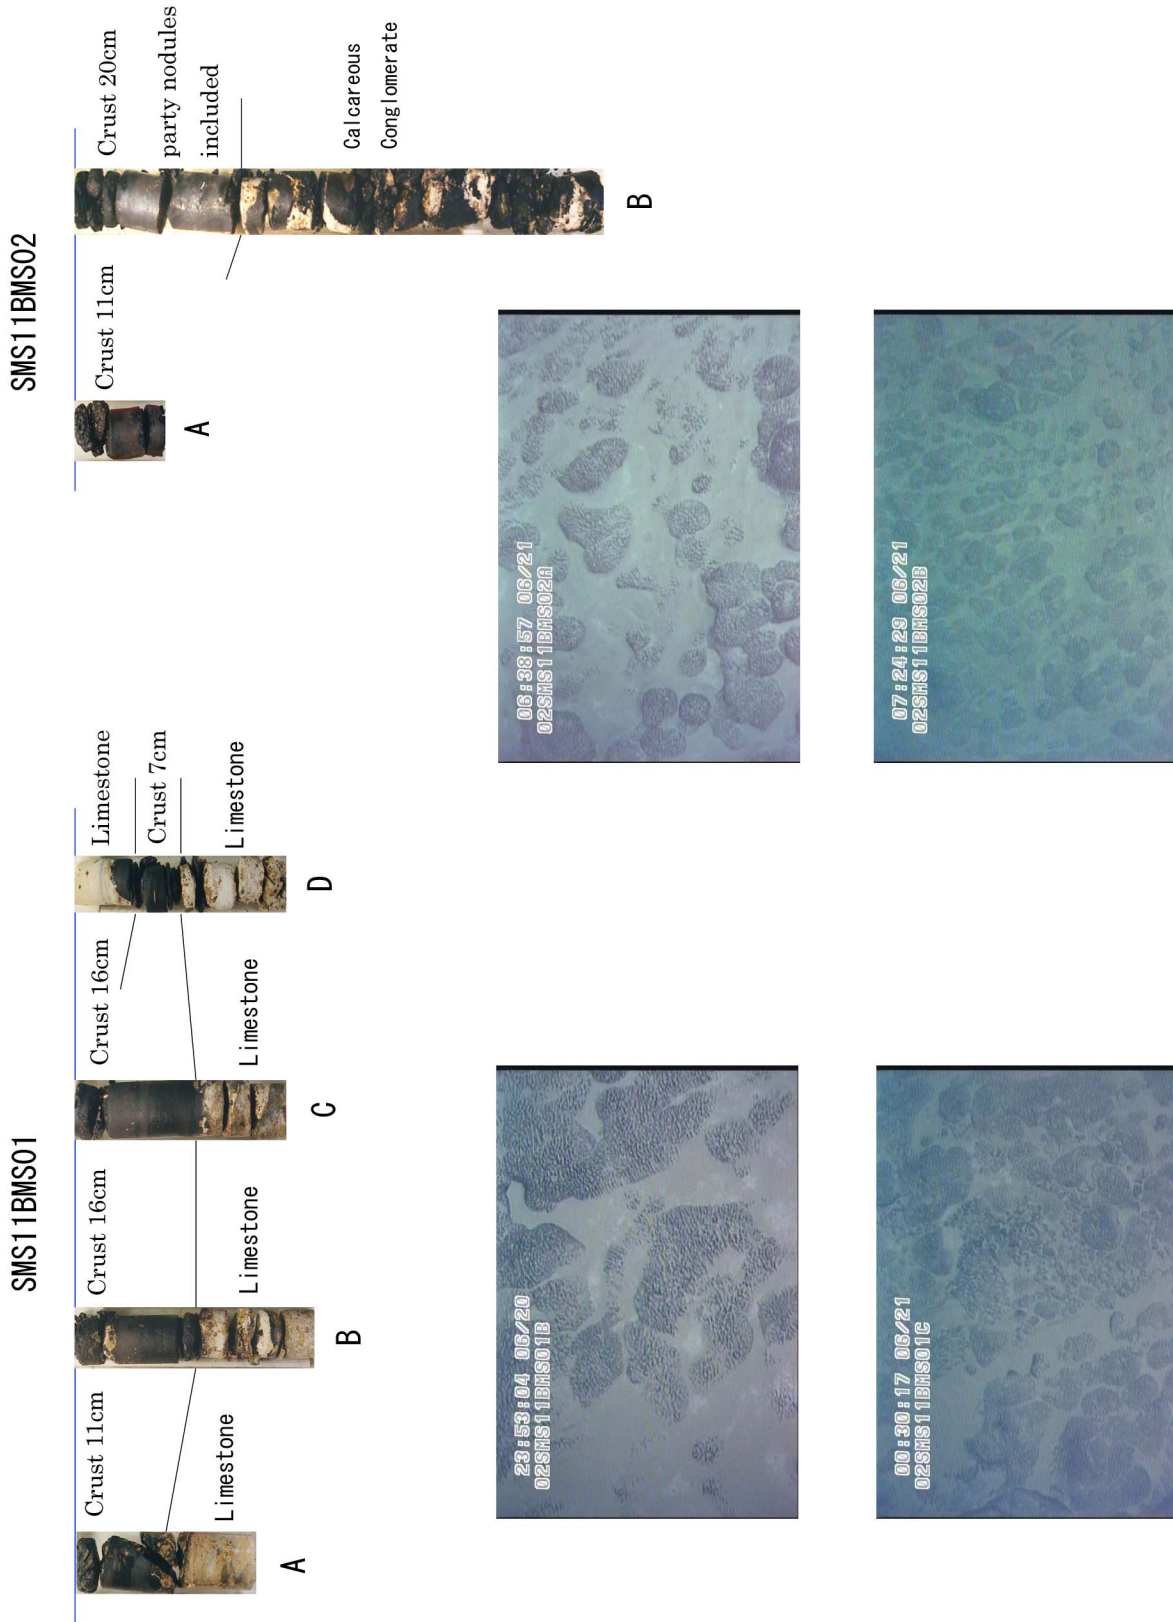 SMS11BMS01
Crust 11cm
Limestone
A
Crust 16cm
Limestone
B
Crust 16cm
Limestone
C
Limestone
Crust 7cm
Limestone
D
SMS11BMS02
Crust 11cm
A
Crust 20cm
party nodules
included
Calcareous
Conglomerate
B
23:53:04 06/20
02SMS11BMS01B
00:30:17 06/21
02SMS11BMS01C
06:38:57 06/21
02SMS11BMS02A
07:24:29 06/21
02SMS11BMS02B